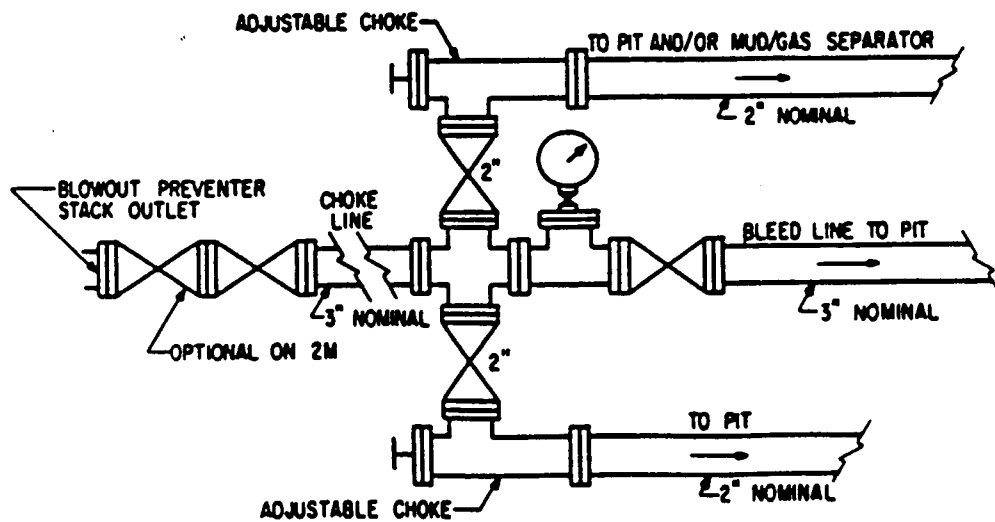 ADJUSTABLE CHOKE
TO PIT AND/OR MUD/GAS SEPARATOR
2" NOMINAL
2"
BLOWOUT PREVENTER
STACK OUTLET
CHOKE
LINE
BLEED LINE TO PIT
3" NOMINAL
3" NOMINAL
OPTIONAL ON 2M
2"
TO PIT
2" NOMINAL
ADJUSTABLE CHOKE